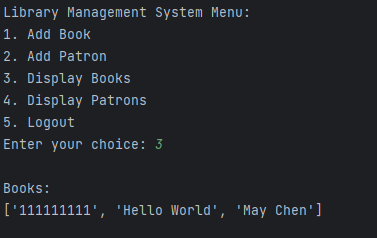 Library Management System Menu:
1. Add Book
2. Add Patron
3. Display Books
4. Display Patrons
5. Logout
Enter your choice: 3
Books:
['111111111', 'Hello World', 'May Chen']